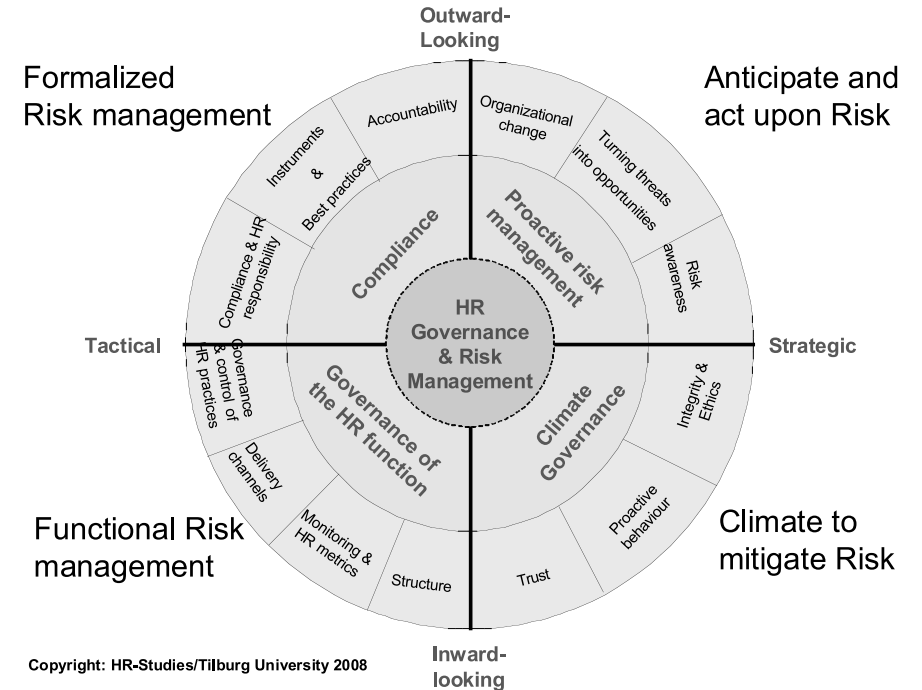 Outward-
Looking
Formalized
Risk management
Anticipate and
act upon Risk
Accountability
Organizational
change
Instruments
&
Best practices
Turning threats
into opportunities
Compliance & HR
responsibility
Risk
awareness
Compliance
Proactive risk
management
HR
Governance
& Risk
Management
Tactical
Strategic
Governance
& control of
HR practices
Integrity &
Ethics
Governance of
the HR function
Climate
Governance
Delivery
channels
Proactive
behaviour
Monitoring &
HR metrics
Structure
Trust
Functional Risk
management
Climate to
mitigate Risk
Inward-
looking
Copyright: HR-Studies/Tilburg University 2008